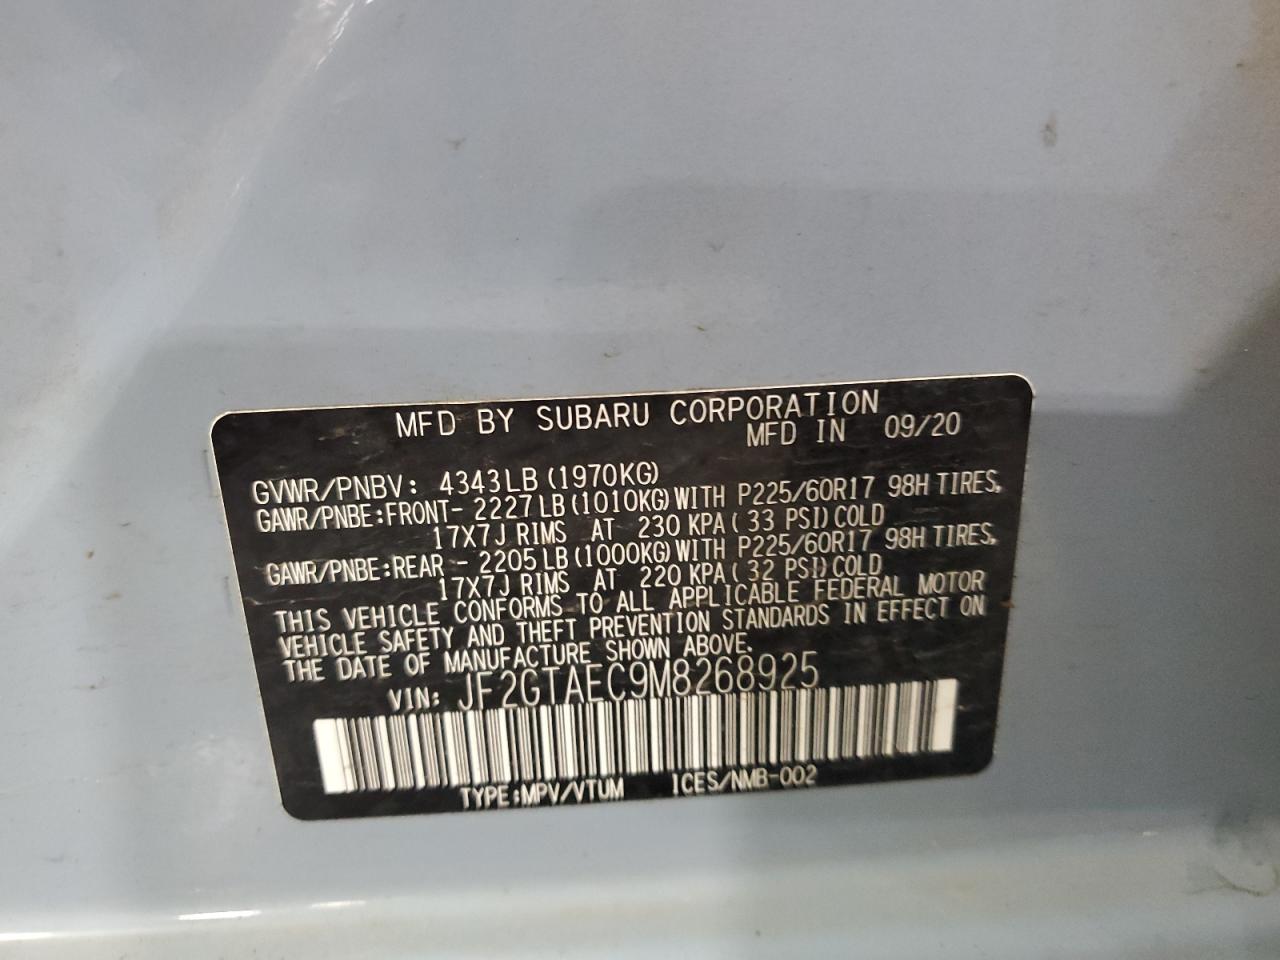 MFD BY SUBARU CORPORATION
MFD IN 09/20
GVWR/PNBV: 4343LB (1970KG)
GAWR/PNBE:FRONT- 2227LB (1010KG) WITH P225/60R17 98H TIRES,
17X7J RIMS AT 230 KPA ( 33 PSI) COLD
GAWR/PNBE:REAR - 2205LB (1000KG) WITH P225/60R17 98H TIRES,
17X7J RIMS AT 220 KPA ( 32 PSI) COLD
THIS VEHICLE CONFORMS TO ALL APPLICABLE FEDERAL MOTOR
VEHICLE SAFETY AND THEFT PREVENTION STANDARDS IN EFFECT ON
THE DATE OF MANUFACTURE SHOWN ABOVE.
VIN: JF2GTAEC9M8268925
TYPE:MPV/VTUM ICES/NMB-002